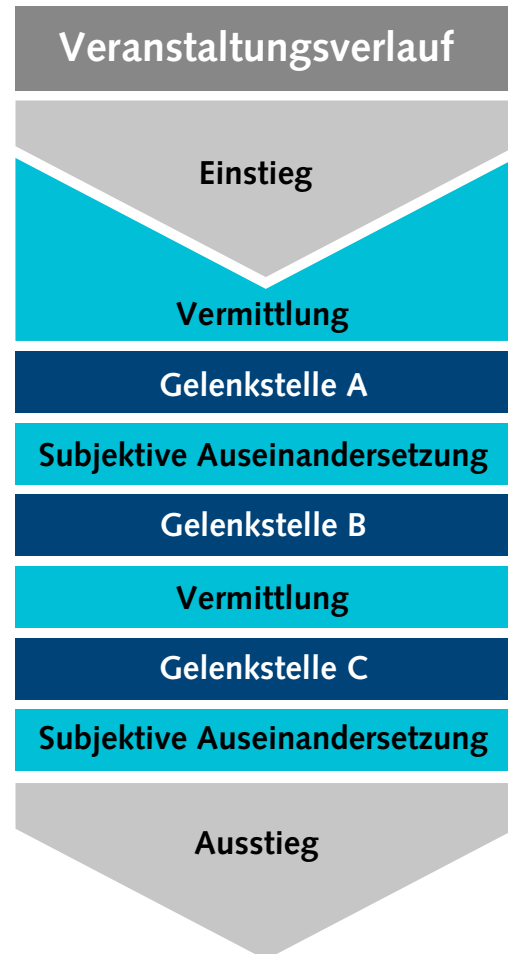 Veranstaltungsverlauf
Einstieg
Vermittlung
Gelenkstelle A
Subjektive Auseinandersetzung
Gelenkstelle B
Vermittlung
Gelenkstelle C
Subjektive Auseinandersetzung
Ausstieg